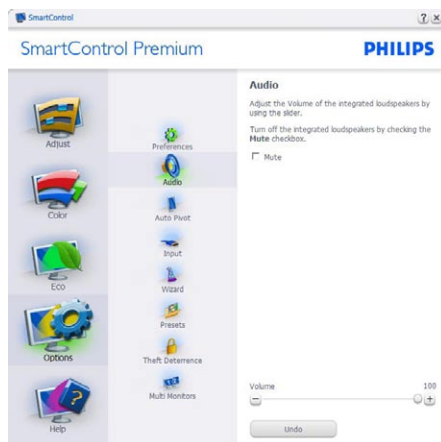 SmartControl
? x
SmartControl Premium
PHILIPS
Adjust
Color
Eco
Options
Help
Preferences
Audio
Auto Pivot
Input
Wizard
Presets
Theft Deterrence
Multi Monitors
Audio
Adjust the Volume of the integrated loudspeakers by
using the slider.
Turn off the integrated loudspeakers by checking the
Mute checkbox.
Mute
Volume 100
Undo